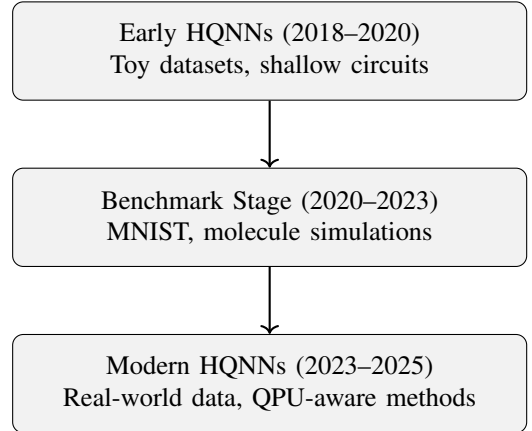 Early HQNNs (2018–2020)
Toy datasets, shallow circuits
Benchmark Stage (2020–2023)
MNIST, molecule simulations
Modern HQNNs (2023–2025)
Real-world data, QPU-aware methods